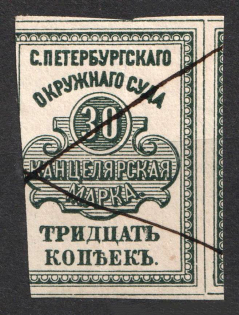 С. ПЕТЕРБУРГСКАГО
ОКРУЖНАГО СУДА
30
КАНЦЕЛЯРСКАЯ
МАРКА
ТРИДЦАТЬ
КОПѢЕКЪ.